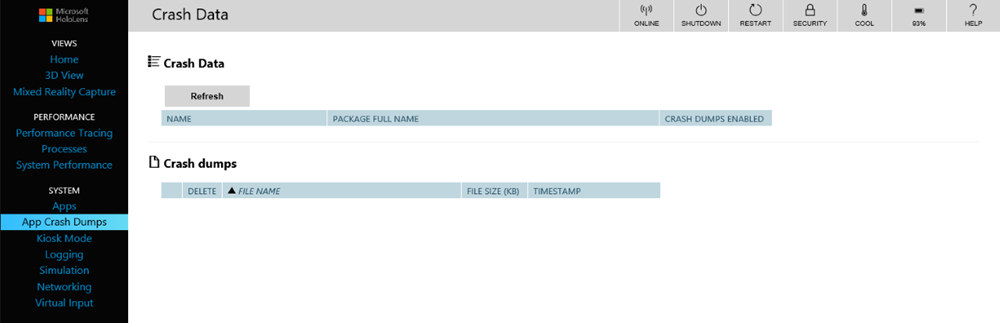 Microsoft
HoloLens
VIEWS
Home
3D View
Mixed Reality Capture
PERFORMANCE
Performance Tracing
Processes
System Performance
SYSTEM
Apps
App Crash Dumps
Kiosk Mode
Logging
Simulation
Networking
Virtual Input
Crash Data
ONLINE
SHUTDOWN
RESTART
SECURITY
COOL
93%
HELP
Crash Data
Refresh
NAME PACKAGE FULL NAME CRASH DUMPS ENABLED
Crash dumps
DELETE FILE NAME FILE SIZE (KB) TIMESTAMP